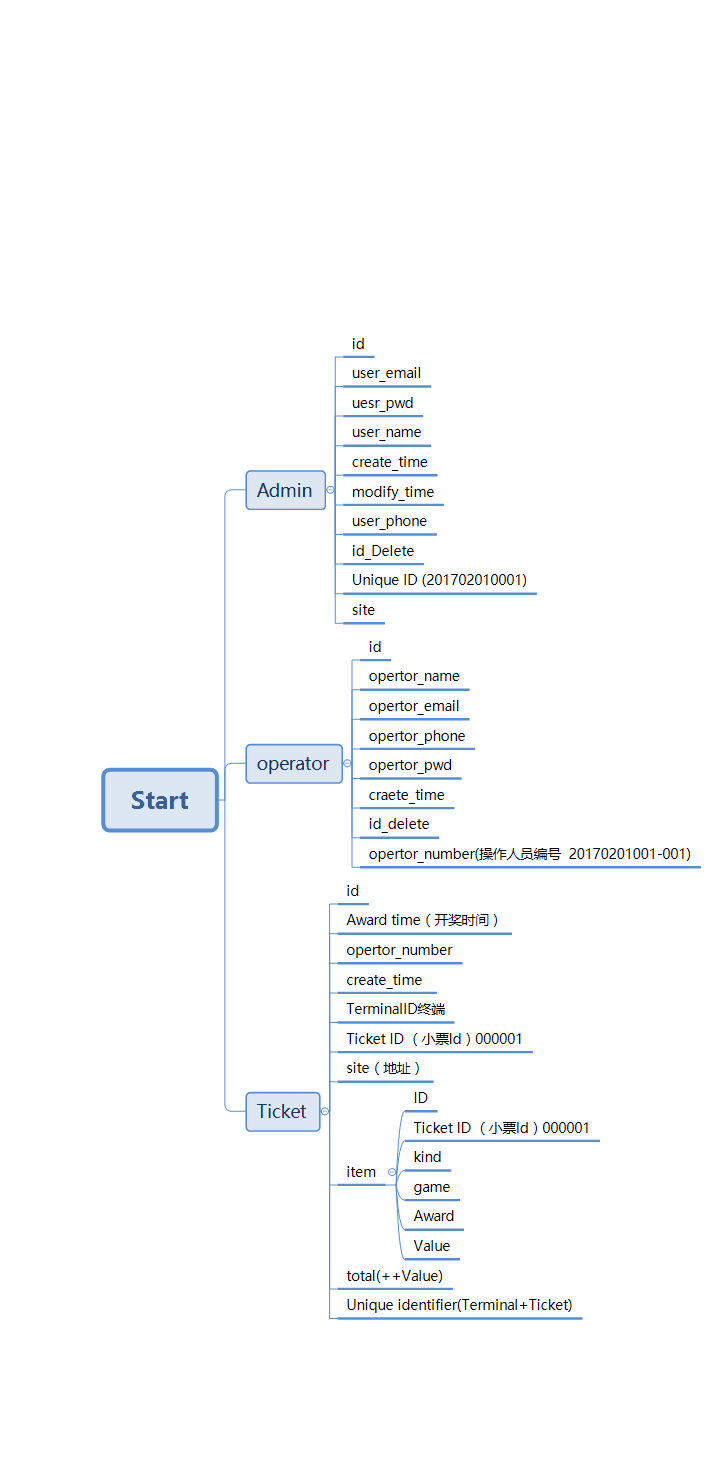 Start
Admin
id
user_email
uesr_pwd
user_name
create_time
modify_time
user_phone
id_Delete
Unique ID (201702010001)
site
operator
id
opertor_name
opertor_email
opertor_phone
opertor_pwd
craete_time
id_delete
opertor_number(操作人员编号 20170201001-001)
Ticket
id
Award time（开奖时间）
opertor_number
create_time
TerminalID终端
Ticket ID （小票Id）000001
site（地址）
item
ID
Ticket ID （小票Id）000001
kind
game
Award
Value
total(++Value)
Unique identifier(Terminal+Ticket)